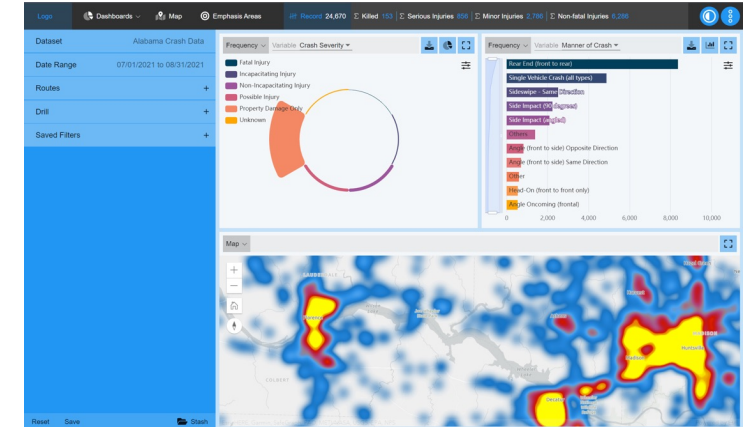 Logo Dashboards Map Emphasis Areas Record 24,670 Σ Killed 153 Σ Serious Injuries 856 Σ Minor Injuries 2,786 Σ Non-fatal Injuries 6,286
Dataset Alabama Crash Data
Date Range 07/01/2021 to 08/31/2021
Routes +
Drill +
Saved Filters +
Reset Save Stash
Frequency Variable Crash Severity
Fatal Injury
Incapacitating Injury
Non-Incapacitating Injury
Possible Injury
Property Damage Only
Unknown
Frequency Variable Manner of Crash
Rear End (front to rear)
Single Vehicle Crash (all types)
Sideswipe - Same Direction
Side Impact (90 degrees)
Side Impact (angled)
Others
Angle (front to side) Opposite Direction
Angle (front to side) Same Direction
Other
Head-On (front to front only)
Angle Oncoming (frontal)
0 2,000 4,000 6,000 8,000 10,000
Map
+
−
Florence
COLBERT
Huntsville
Madison
Decatur